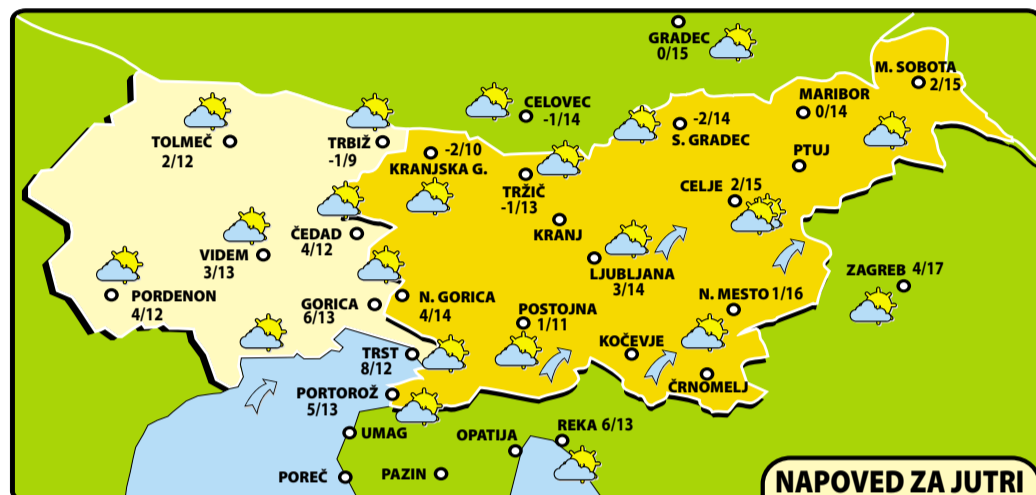 GRADEC
0/15
M. SOBOTA
2/15
MARIBOR
0/14
CELOVEC
-1/14
-2/14
S. GRADEC
TOLMEČ
2/12
TRBIŽ
-1/9
-2/10
KRANJSKA G.
TRŽIČ
-1/13
PTUJ
CELJE 2/15
KRANJ
ČEDAD
4/12
VIDEM
3/13
LJUBLJANA
3/14
ZAGREB 4/17
PORDENON
4/12
GORICA
6/13
N. GORICA
4/14
POSTOJNA
1/11
N. MESTO 1/16
TRST
8/12
KOČEVJE
ČRNOMELJ
PORTOROŽ
5/13
UMAG
OPATIJA
REKA 6/13
POREČ
PAZIN
NAPOVED ZA JUTRI